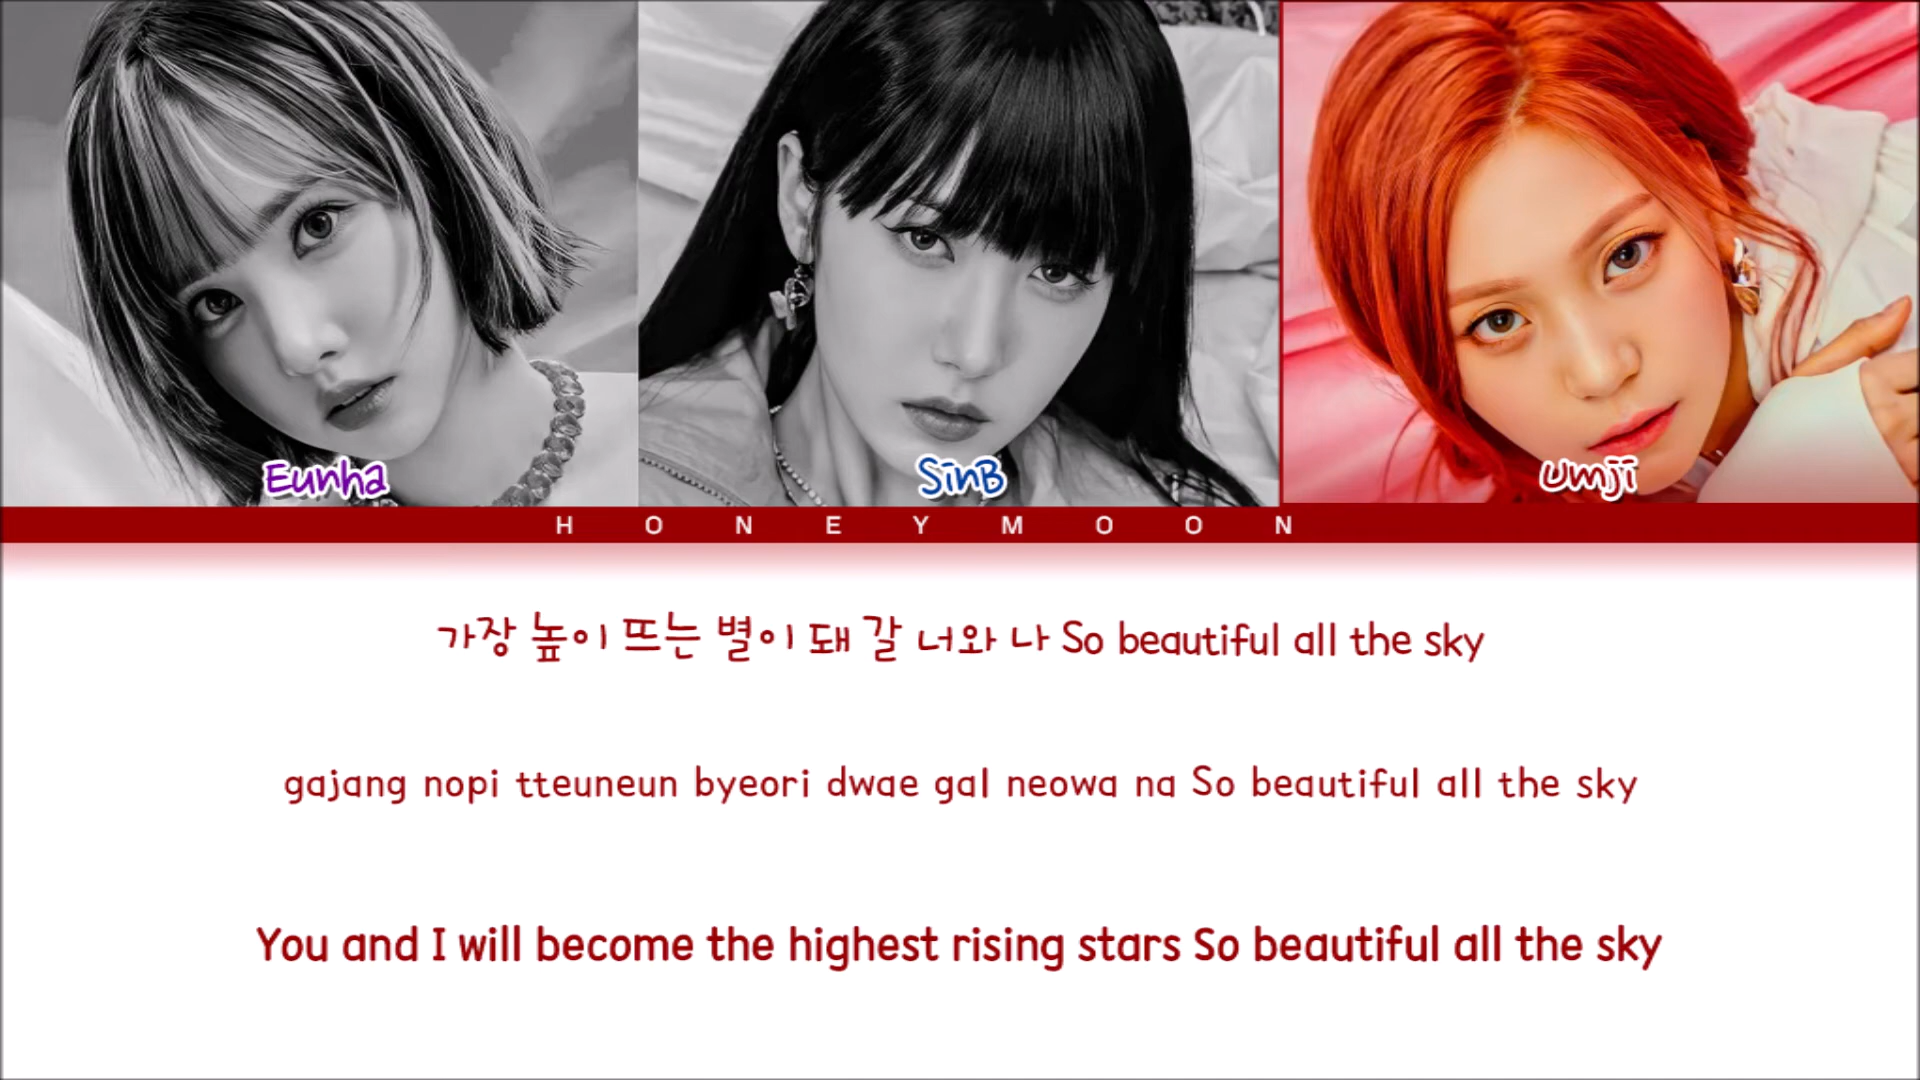 Eunha
SinB
Umji
HONEYMOON
가장 높이 뜨는 별이 돼 갈 너와 나 So beautiful all the sky
gajang nopi tteuneun byeori dwae gal neowa na So beautiful all the sky
You and I will become the highest rising stars So beautiful all the sky